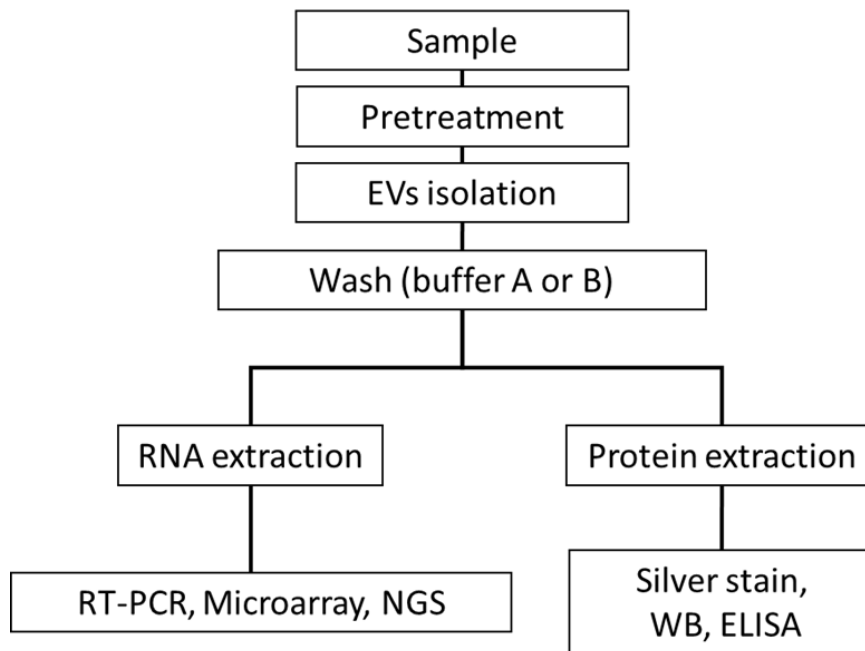 Sample
Pretreatment
EVs isolation
Wash (buffer A or B)
RNA extraction
Protein extraction
RT-PCR, Microarray, NGS
Silver stain,
WB, ELISA